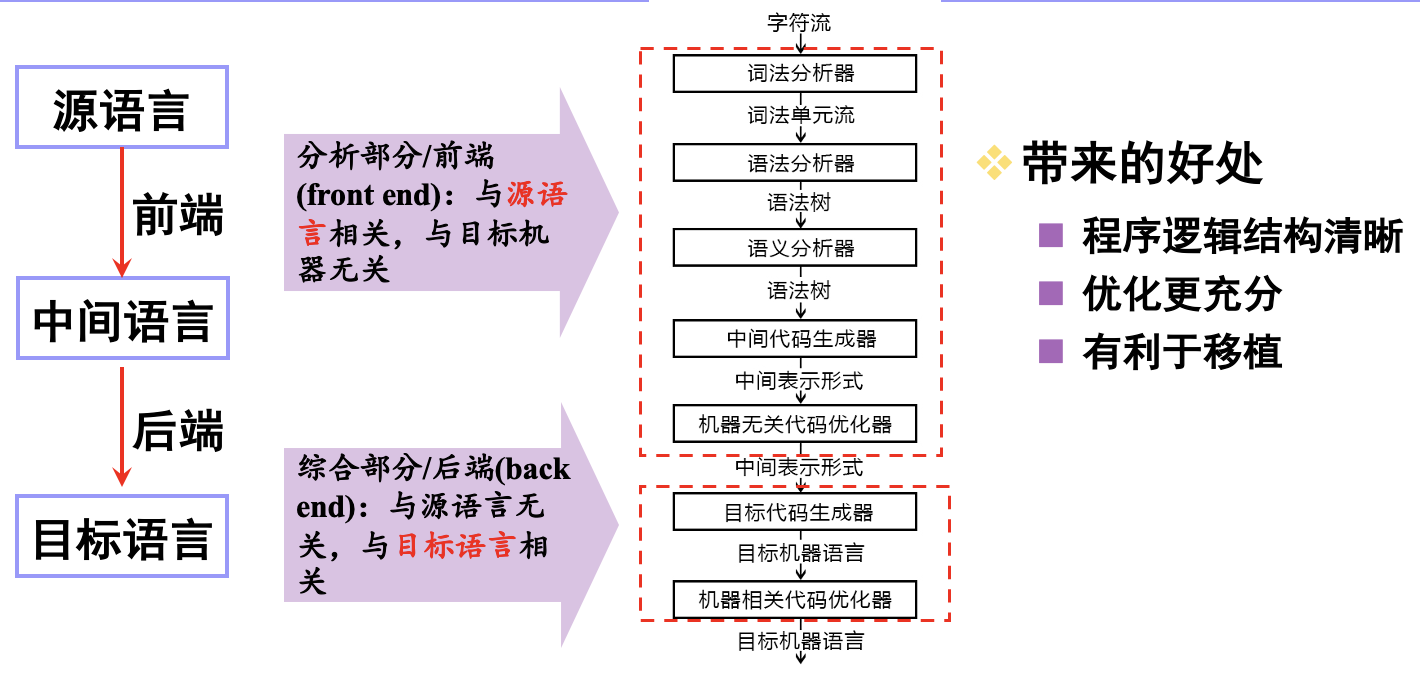 源语言
前端
中间语言
后端
目标语言
分析部分/前端
(front end)：与源语
言相关，与目标机
器无关
综合部分/后端(back
end)：与源语言无
关，与目标语言相
关
字符流
词法分析器
词法单元流
语法分析器
语法树
语义分析器
语法树
中间代码生成器
中间表示形式
机器无关代码优化器
中间表示形式
目标代码生成器
目标机器语言
机器相关代码优化器
目标机器语言
带来的好处
程序逻辑结构清晰
优化更充分
有利于移植